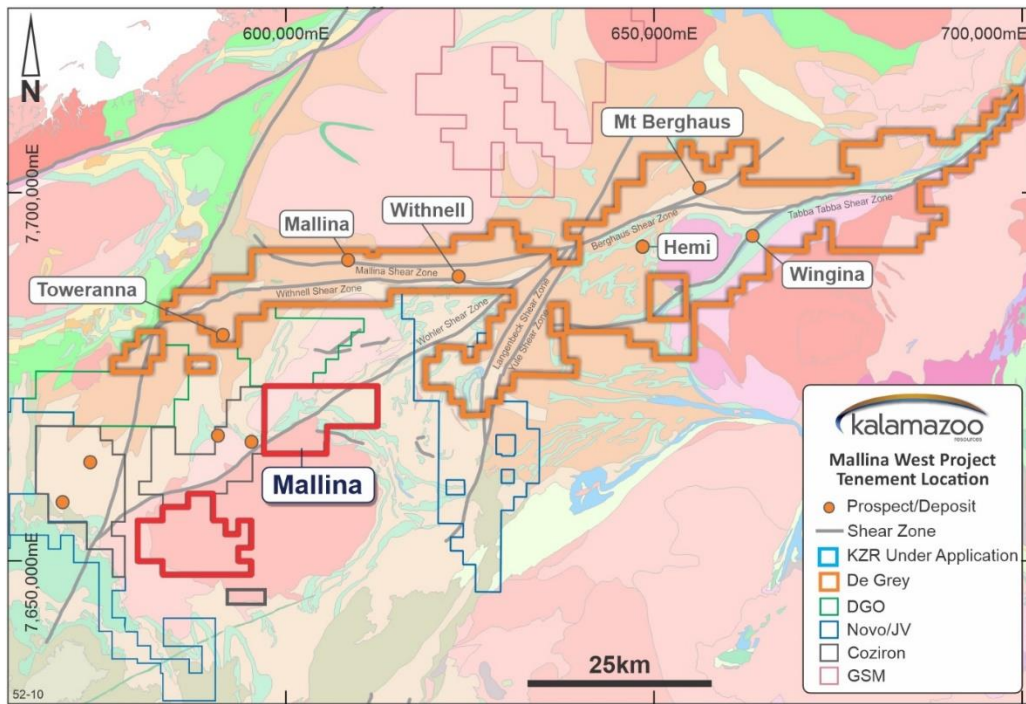 600,000mE
650,000mE
700,000mE
N
7,700,000mE
7,650,000mE
Mt Berghaus
Withnell
Mallina
Toweranna
Hemi
Wingina
Tabba Tabba Shear Zone
Berghaus Shear Zone
Mallina Shear Zone
Withnell Shear Zone
Wohler Shear Zone
Langenbeck Shear Zone
Yule Shear Zone
Mallina
25km
52-10
kalamazoo
resources
Mallina West Project
Tenement Location
Prospect/Deposit
Shear Zone
KZR Under Application
De Grey
DGO
Novo/JV
Coziron
GSM